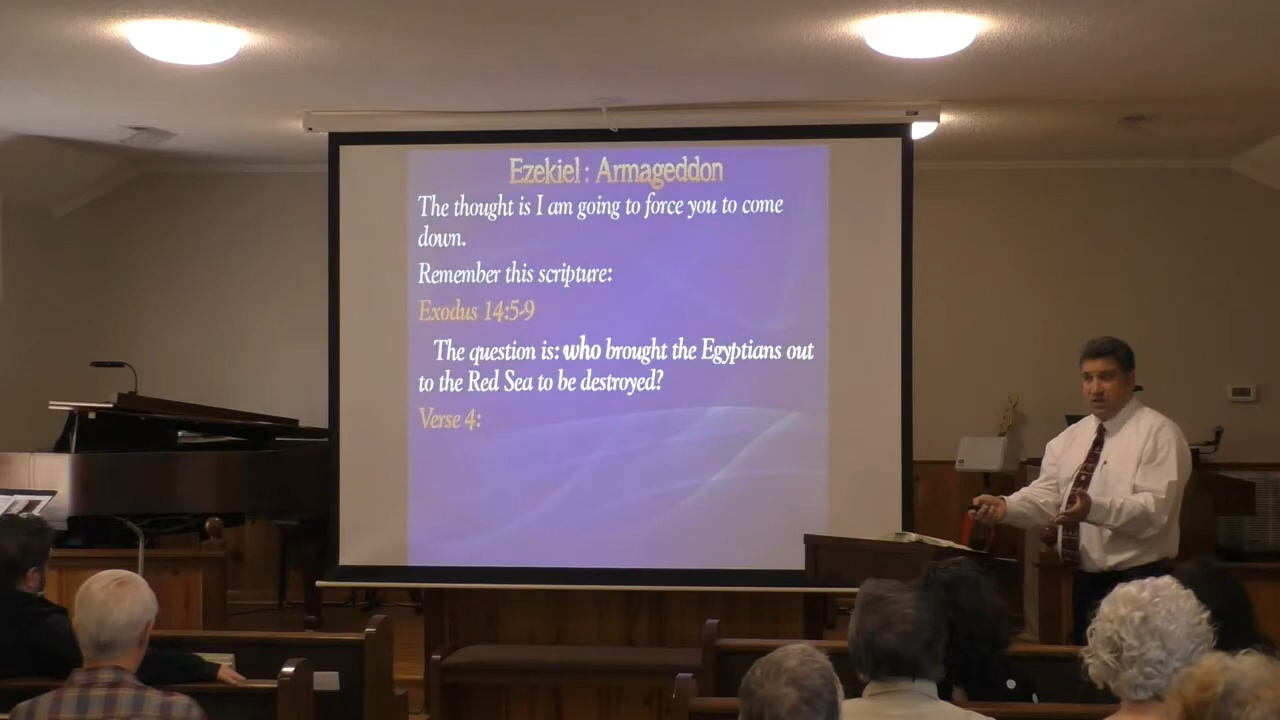 Ezekiel : Armageddon
The thought is I am going to force you to come
down.
Remember this scripture:
Exodus 14:5-9
The question is: who brought the Egyptians out
to the Red Sea to be destroyed?
Verse 4: